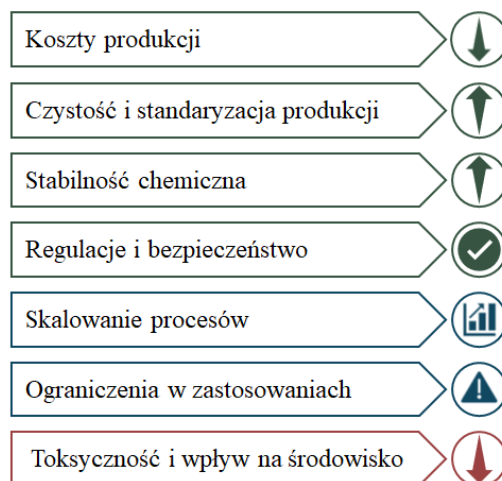 Koszty produkcji
Czystość i standaryzacja produkcji
Stabilność chemiczna
Regulacje i bezpieczeństwo
Skalowanie procesów
Ograniczenia w zastosowaniach
Toksyczność i wpływ na środowisko